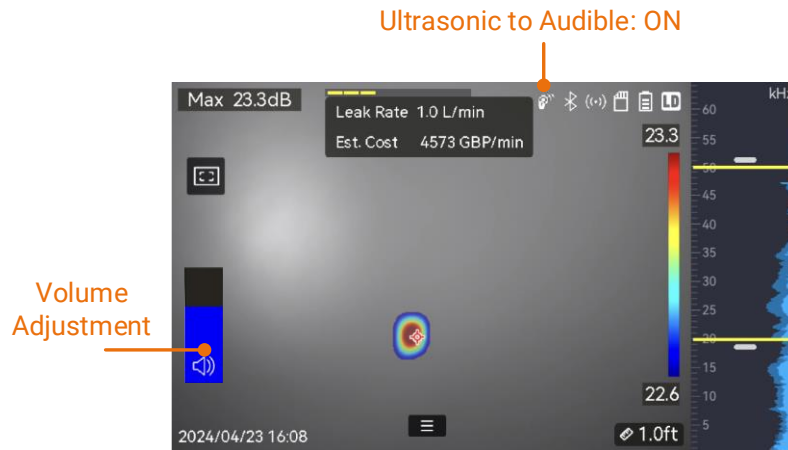 Ultrasonic to Audible: ON
Max 23.3dB
Leak Rate 1.0 L/min
Est. Cost 4573 GBP/min
LD
kHz
23.3
60
55
50
45
40
35
30
25
20
15
10
5
Volume
Adjustment
22.6
2024/04/23 16:08
1.0ft